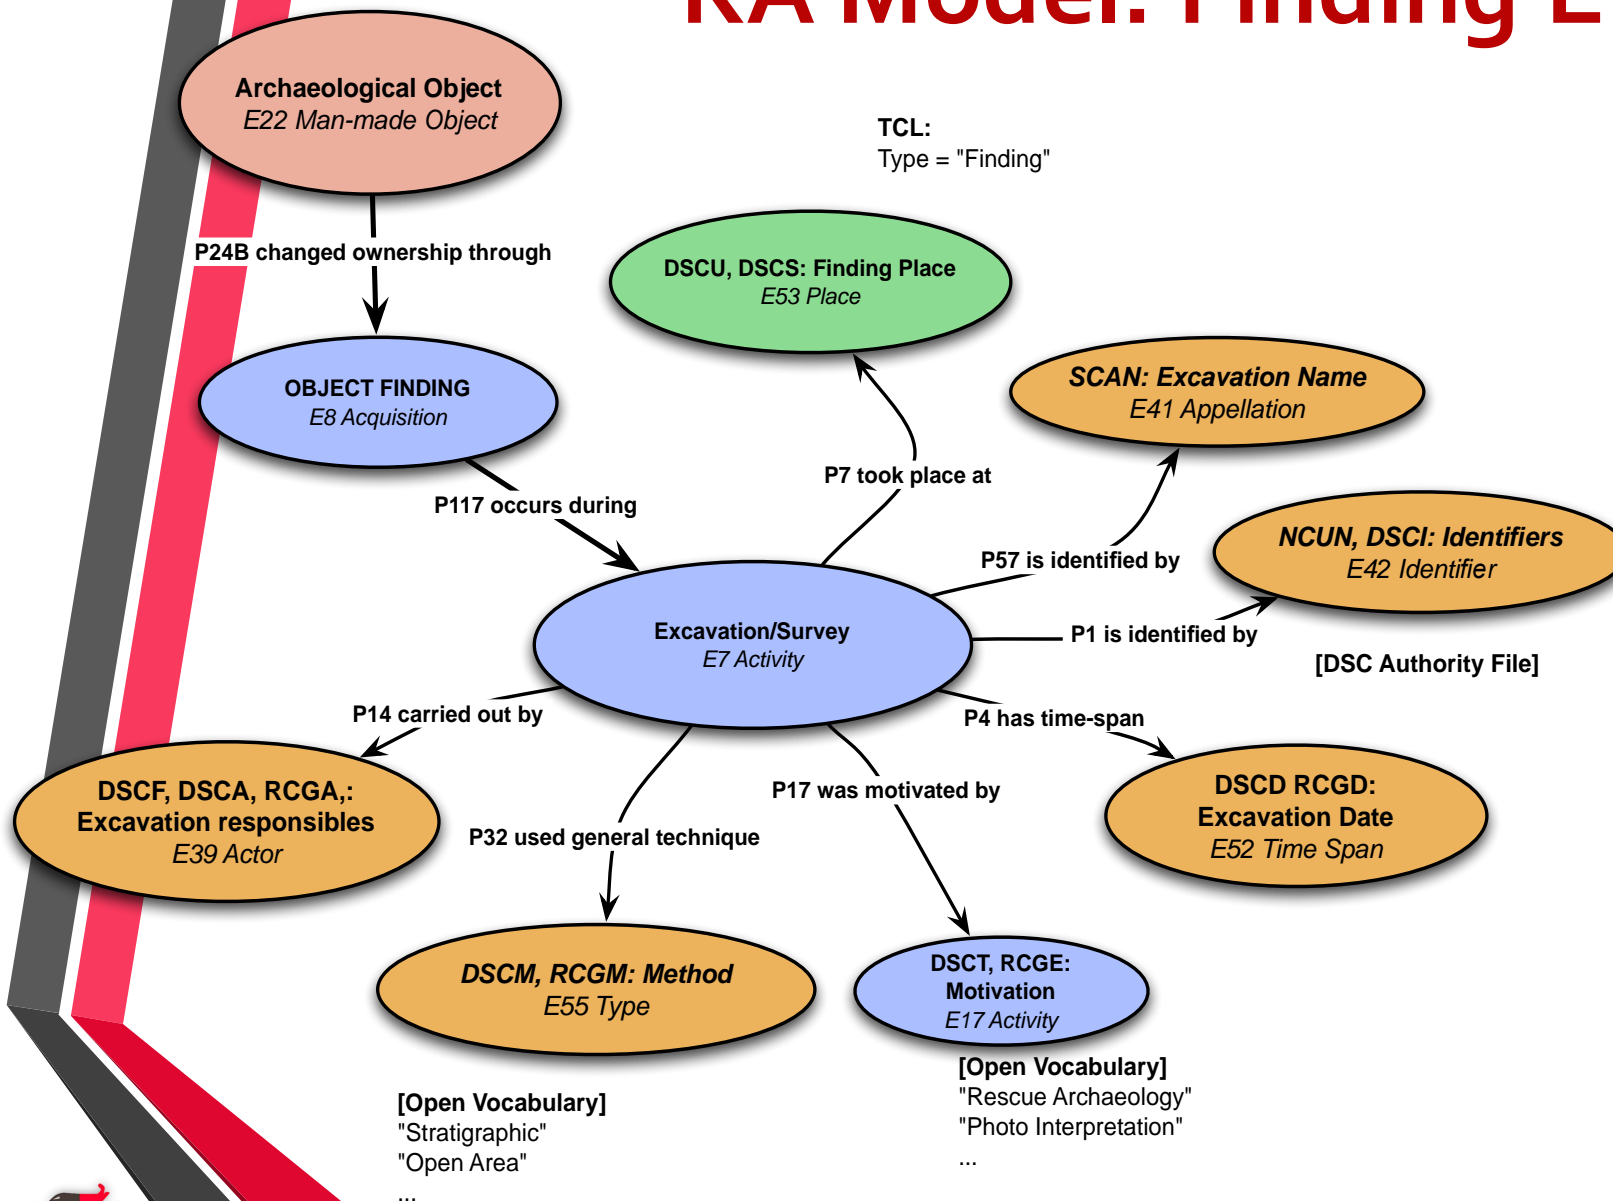 RA Model: Finding E
Archaeological Object
E22 Man-made Object
TCL:
Type = "Finding"
P24B changed ownership through
DSCU, DSCS: Finding Place
E53 Place
OBJECT FINDING
E8 Acquisition
SCAN: Excavation Name
E41 Appellation
P7 took place at
P117 occurs during
NCUN, DSCI: Identifiers
E42 Identifier
P57 is identified by
Excavation/Survey
E7 Activity
P1 is identified by
[DSC Authority File]
P14 carried out by
P4 has time-span
DSCF, DSCA, RCGA,:
Excavation responsibles
E39 Actor
P17 was motivated by
DSCD RCGD:
Excavation Date
E52 Time Span
P32 used general technique
DSCM, RCGM: Method
E55 Type
DSCT, RCGE:
Motivation
E17 Activity
[Open Vocabulary]
"Rescue Archaeology"
"Photo Interpretation"
...
[Open Vocabulary]
"Stratigraphic"
"Open Area"
...